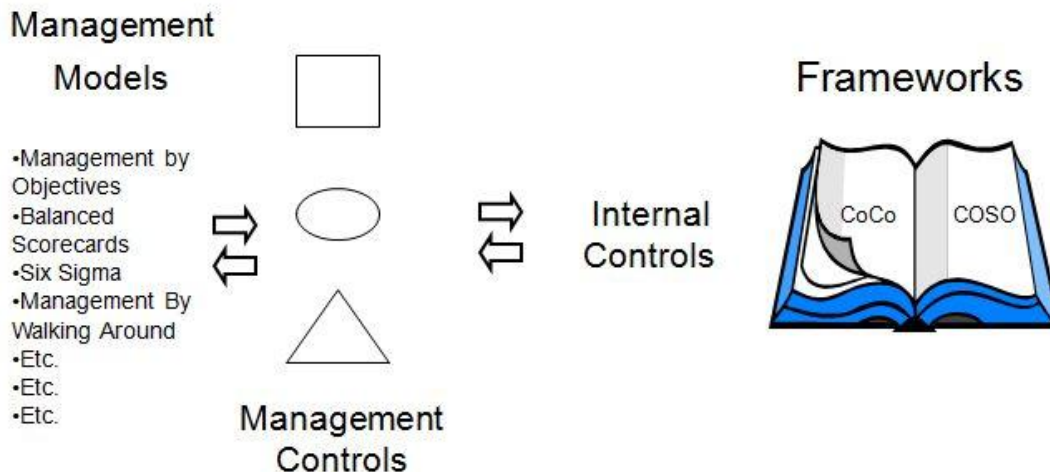 Management
Models
•Management by
Objectives
•Balanced
Scorecards
•Six Sigma
•Management By
Walking Around
•Etc.
•Etc.
•Etc.
Management
Controls
Internal
Controls
Frameworks
CoCo
COSO